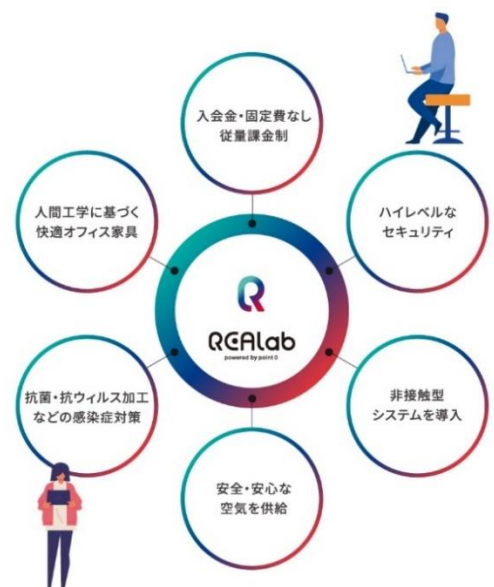 入会金・固定費なし
従量課金制
人間工学に基づく
快適オフィス家具
ハイレベルな
セキュリティ
REALab
powered by point 0
抗菌・抗ウィルス加工
などの感染症対策
非接触型
システムを導入
安全・安心な
空気を供給